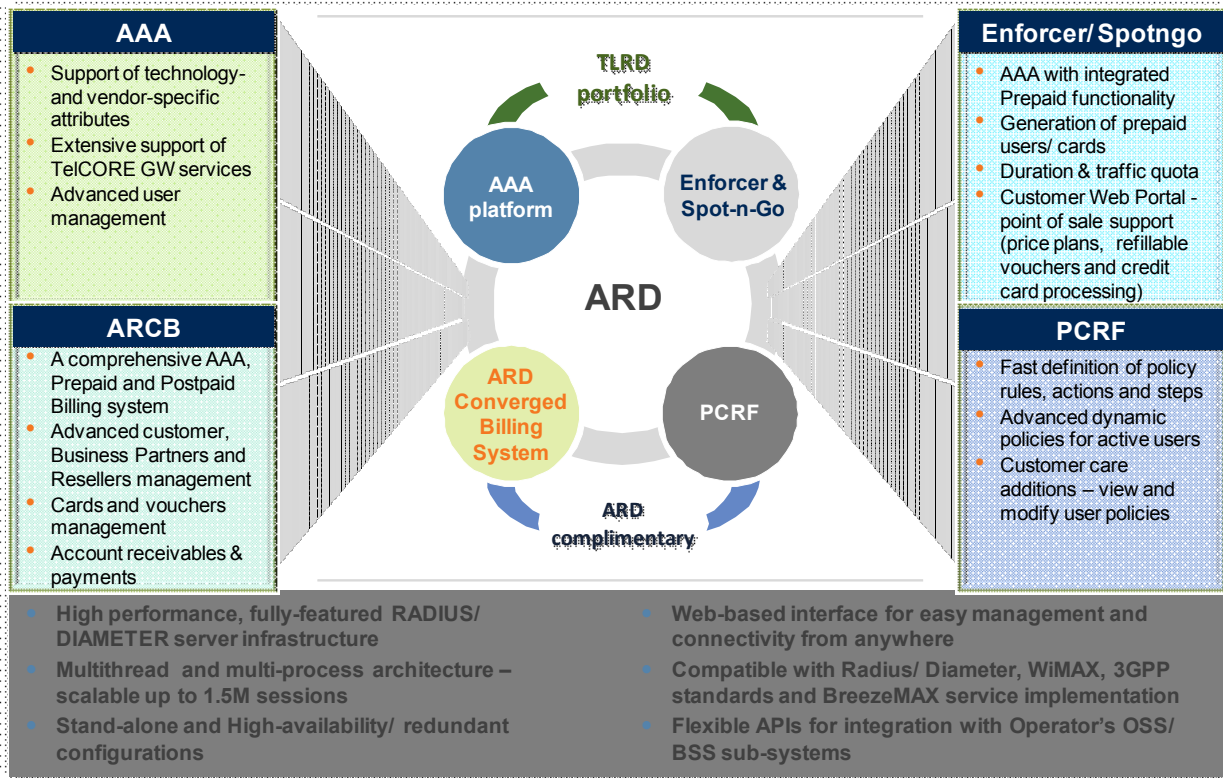 AAA
• Support of technology-
and vendor-specific
attributes
• Extensive support of
TelCORE GW services
• Advanced user
management
ARCB
• A comprehensive AAA,
Prepaid and Postpaid
Billing system
• Advanced customer,
Business Partners and
Resellers management
• Cards and vouchers
management
• Account receivables &
payments
TLRD
portfolio
AAA
platform
Enforcer &
Spot-n-Go
ARD
ARD
Converged
Billing
System
PCRF
ARD
complimentary
Enforcer/ Spotngo
• AAA with integrated
Prepaid functionality
• Generation of prepaid
users/ cards
• Duration & traffic quota
• Customer Web Portal -
point of sale support
(price plans, refillable
vouchers and credit
card processing)
PCRF
• Fast definition of policy
rules, actions and steps
• Advanced dynamic
policies for active users
• Customer care
additions – view and
modify user policies
• High performance, fully-featured RADIUS/
DIAMETER server infrastructure
• Multithread and multi-process architecture –
scalable up to 1.5M sessions
• Stand-alone and High-availability/ redundant
configurations
• Web-based interface for easy management and
connectivity from anywhere
• Compatible with Radius/ Diameter, WiMAX, 3GPP
standards and BreezeMAX service implementation
• Flexible APIs for integration with Operator's OSS/
BSS sub-systems